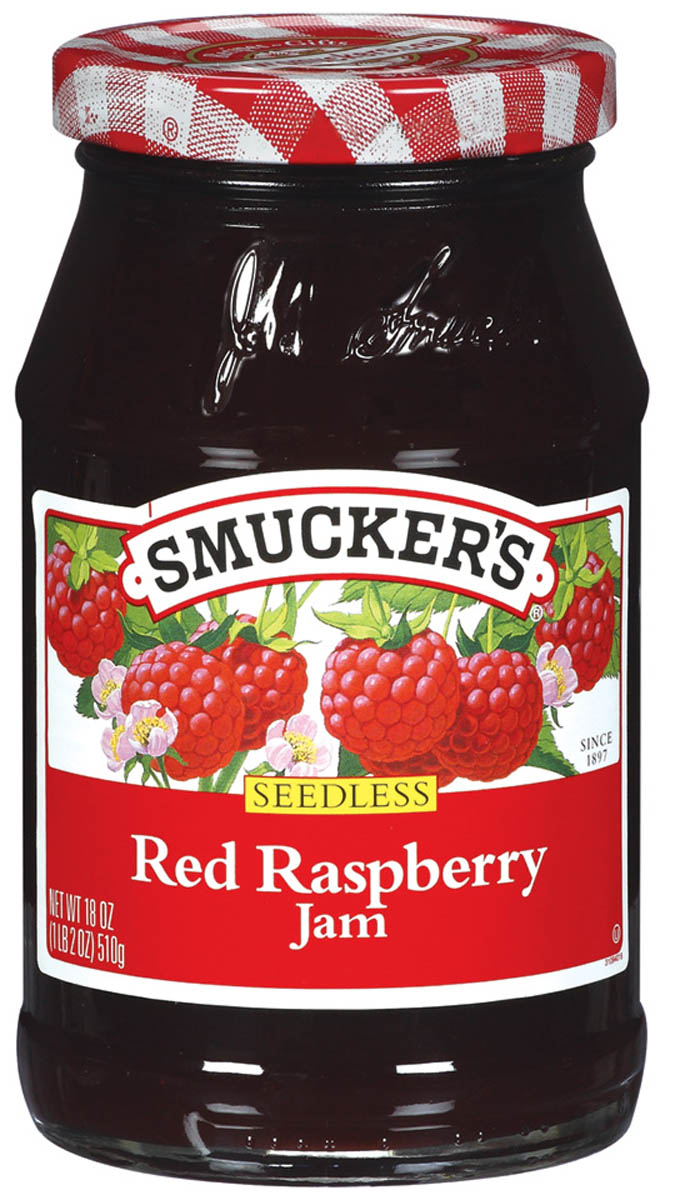 ®
SMUCKER'S
®
SINCE
1897
SEEDLESS
Red Raspberry
Jam
NET WT 18 OZ
(1 LB 2 OZ) 510g
U